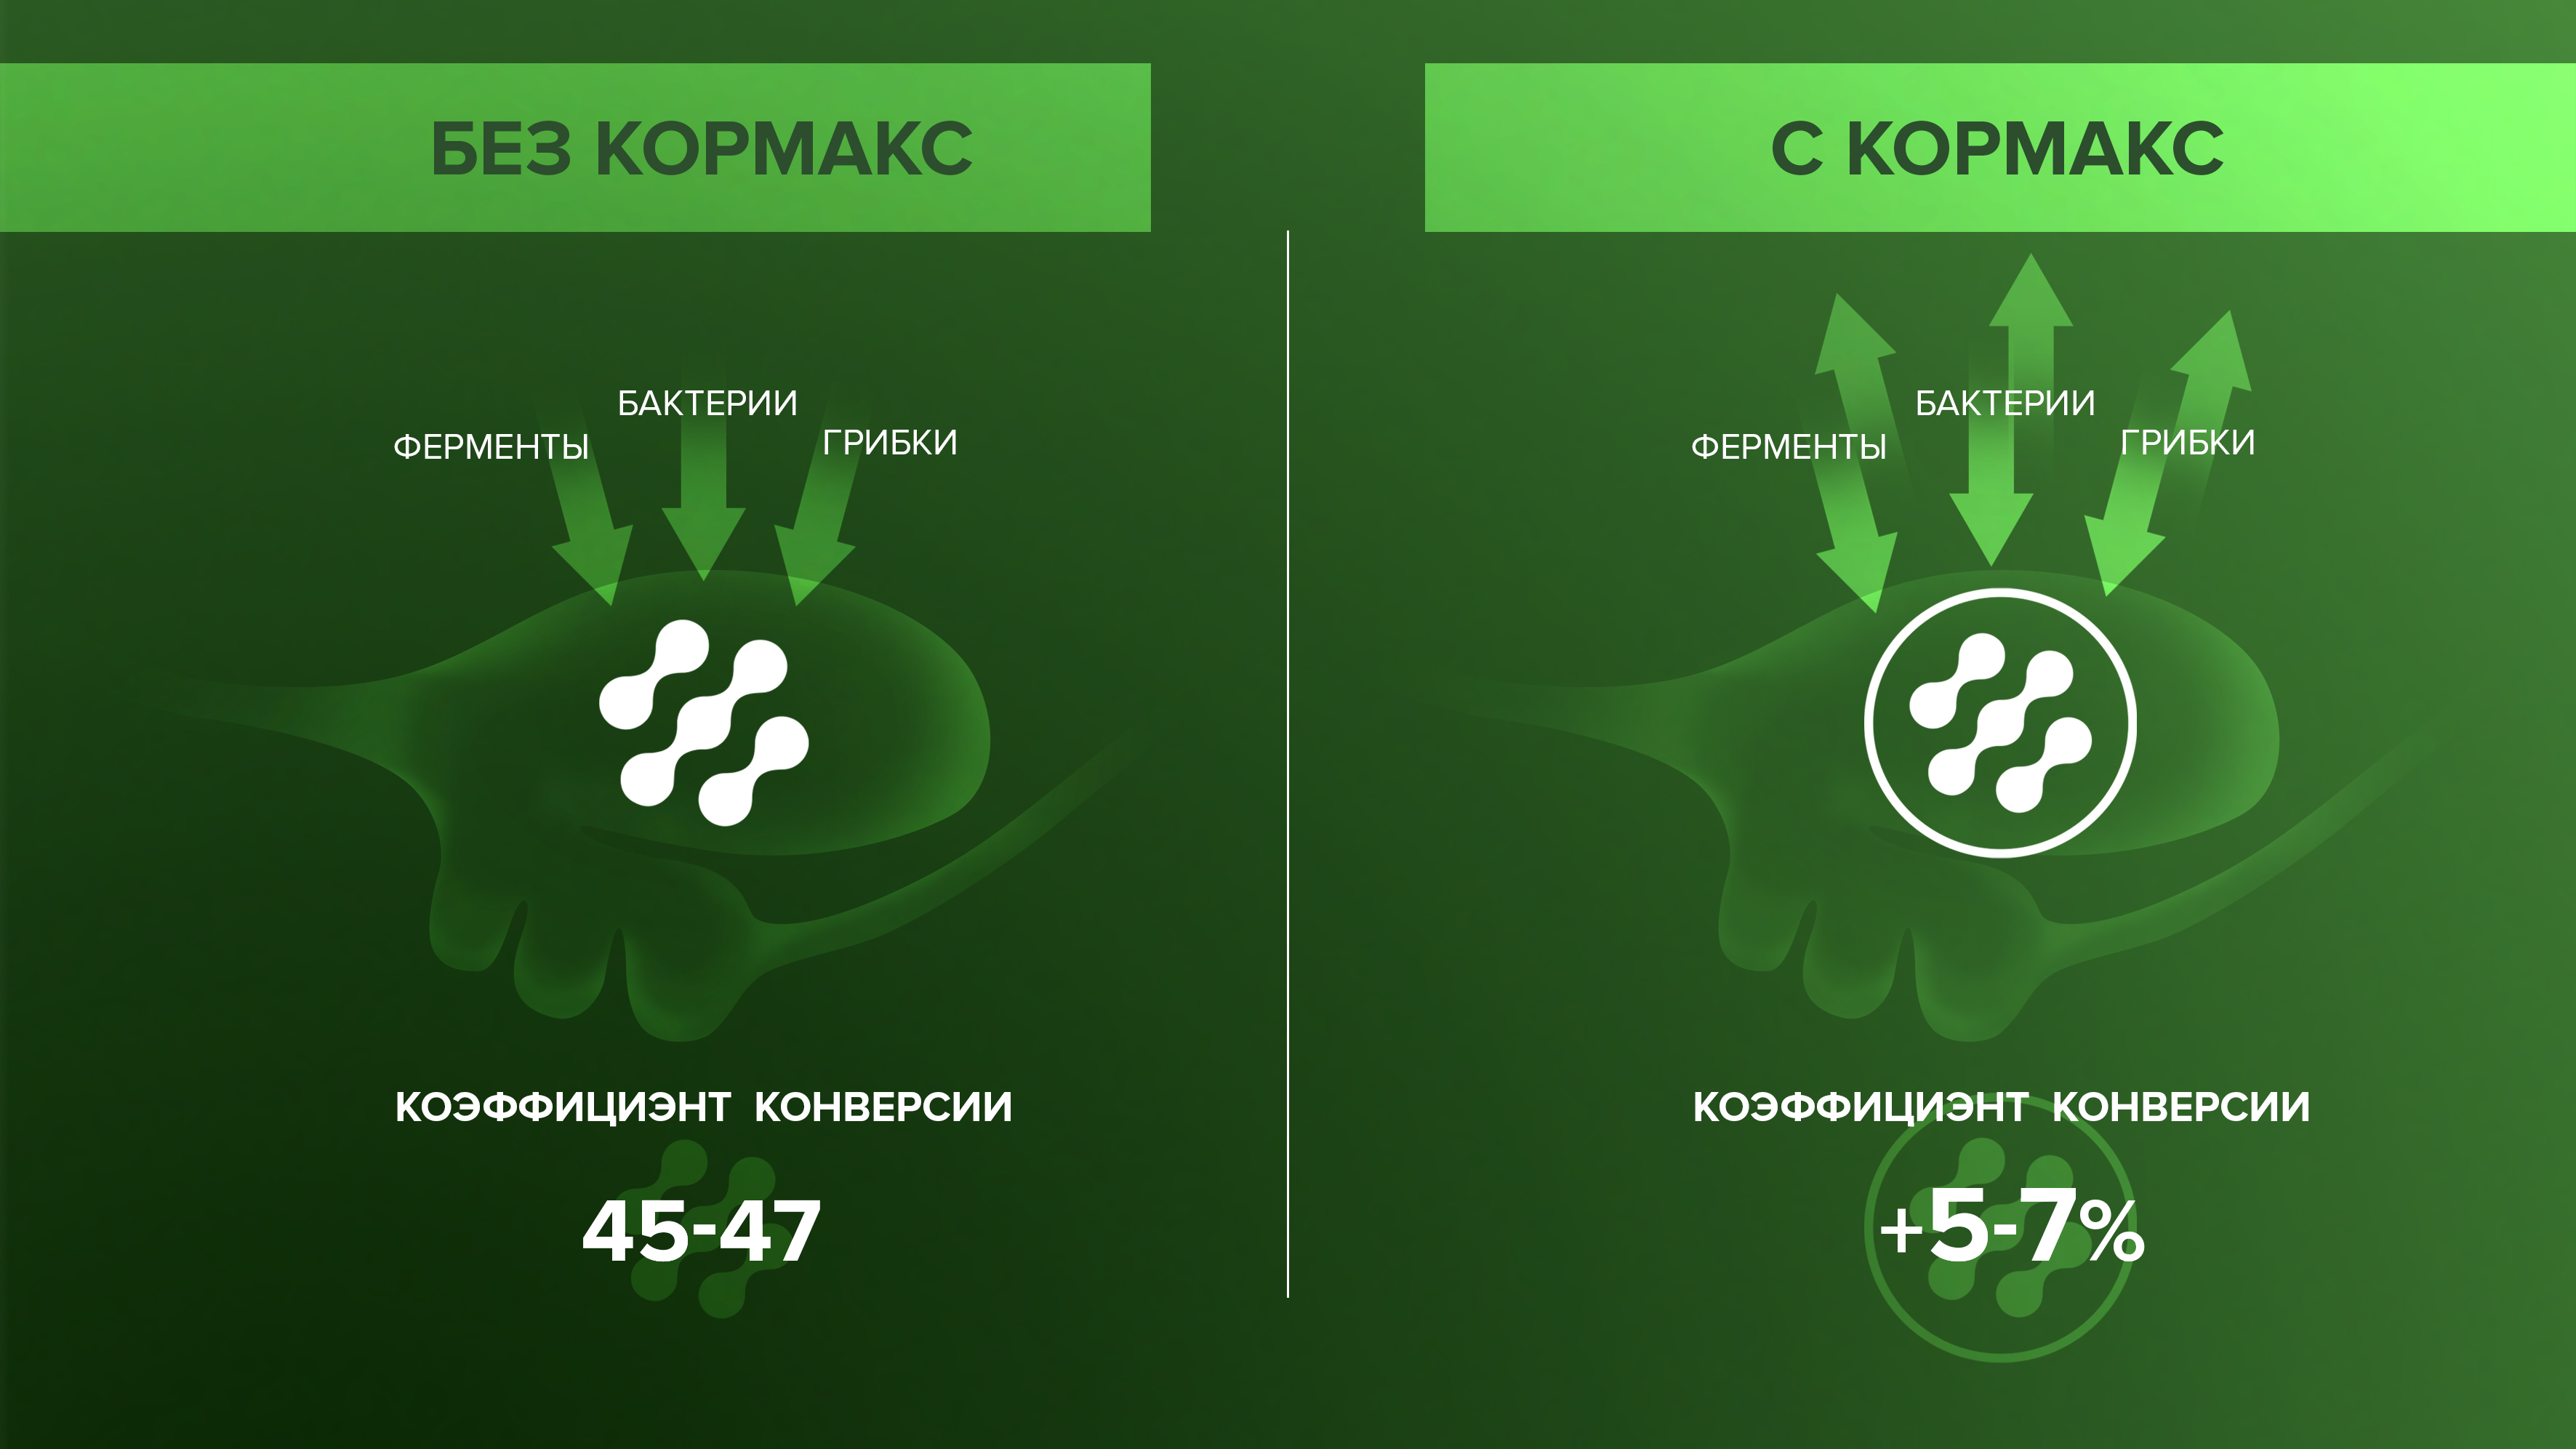 БЕЗ КОРМАКС
БАКТЕРИИ
ФЕРМЕНТЫ
ГРИБКИ
КОЭФФИЦИЭНТ КОНВЕРСИИ
45-47
С КОРМАКС
БАКТЕРИИ
ФЕРМЕНТЫ
ГРИБКИ
КОЭФФИЦИЭНТ КОНВЕРСИИ
+5-7%